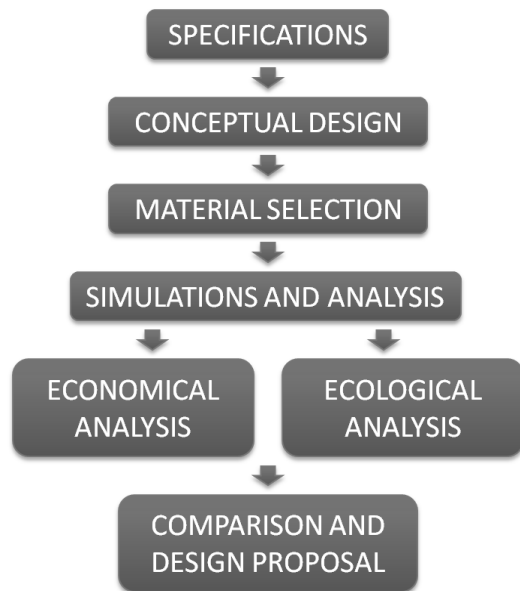 SPECIFICATIONS
CONCEPTUAL DESIGN
MATERIAL SELECTION
SIMULATIONS AND ANALYSIS
ECONOMICAL
ANALYSIS
ECOLOGICAL
ANALYSIS
COMPARISON AND
DESIGN PROPOSAL